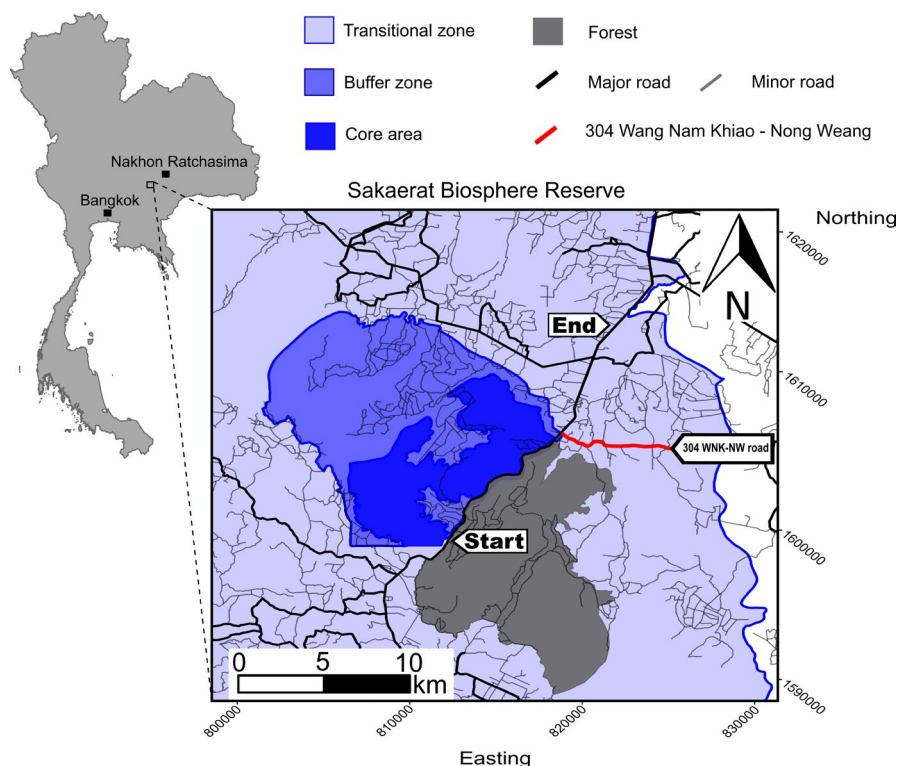 Transitional zone
Forest
Buffer zone
Major road
Minor road
Core area
304 Wang Nam Khiao - Nong Weang
Nakhon Ratchasima
Bangkok
Sakaerat Biosphere Reserve
Northing
1620000
N
End
1610000
304 WNK-NW road
Start
1600000
0 5 10
km
1590000
800000 810000 820000 830000
Easting